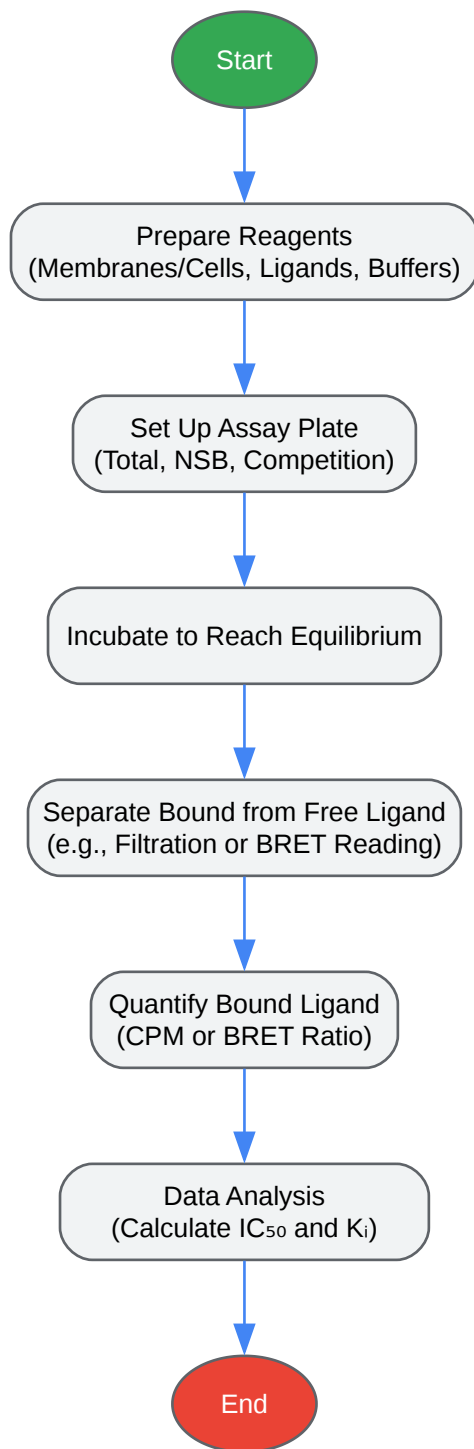 Start
Prepare Reagents
(Membranes/Cells, Ligands, Buffers)
Set Up Assay Plate
(Total, NSB, Competition)
Incubate to Reach Equilibrium
Separate Bound from Free Ligand
(e.g., Filtration or BRET Reading)
Quantify Bound Ligand
(CPM or BRET Ratio)
Data Analysis
(Calculate IC₅₀ and Kᵢ)
End